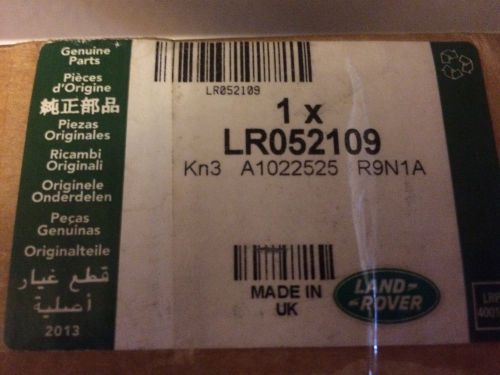 Genuine
Parts
Pièces
d'Origine
純正部品
Piezas
Originales
Ricambi
Originali
Originele
Onderdelen
Peças
Genuinas
Originalteile
قطع غيار
أصلية
2013
LR052109
1 x
LR052109
Kn3 A1022525 R9N1A
MADE IN
UK
LAND
ROVER